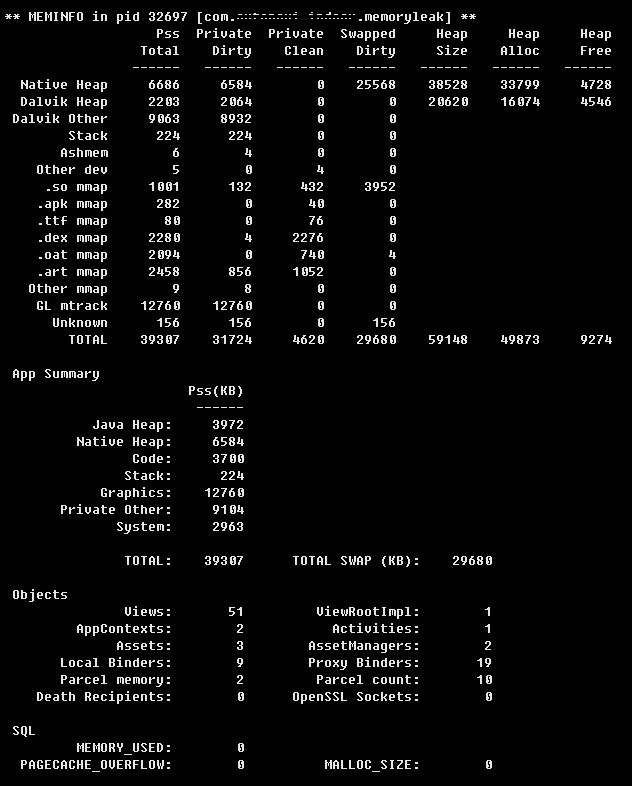 ** MEMINFO in pid 32697 [com. .memoryleak] **
Pss Private Private Swapped Heap Heap Heap
Total Dirty Clean Dirty Size Alloc Free
------ ------ ------ ------ ------ ------ ------
Native Heap 6686 6584 0 25568 38528 33799 4728
Dalvik Heap 2203 2064 0 0 20620 16074 4546
Dalvik Other 9063 8932 0 0
Stack 224 224 0 0
Ashmem 6 4 0 0
Other dev 5 0 4 0
.so mmap 1001 132 432 3952
.apk mmap 282 0 40 0
.ttf mmap 80 0 76 0
.dex mmap 2280 4 2276 0
.oat mmap 2094 0 740 4
.art mmap 2458 856 1052 0
Other mmap 9 8 0 0
GL mtrack 12760 12760 0 0
Unknown 156 156 0 156
TOTAL 39307 31724 4620 29680 59148 49873 9274
App Summary
Pss(KB)
------
Java Heap: 3972
Native Heap: 6584
Code: 3700
Stack: 224
Graphics: 12760
Private Other: 9104
System: 2963
TOTAL: 39307 TOTAL SWAP (KB): 29680
Objects
Views: 51 ViewRootImpl: 1
AppContexts: 2 Activities: 1
Assets: 3 AssetManagers: 2
Local Binders: 9 Proxy Binders: 19
Parcel memory: 2 Parcel count: 10
Death Recipients: 0 OpenSSL Sockets: 0
SQL
MEMORY_USED: 0
PAGECACHE_OVERFLOW: 0 MALLOC_SIZE: 0